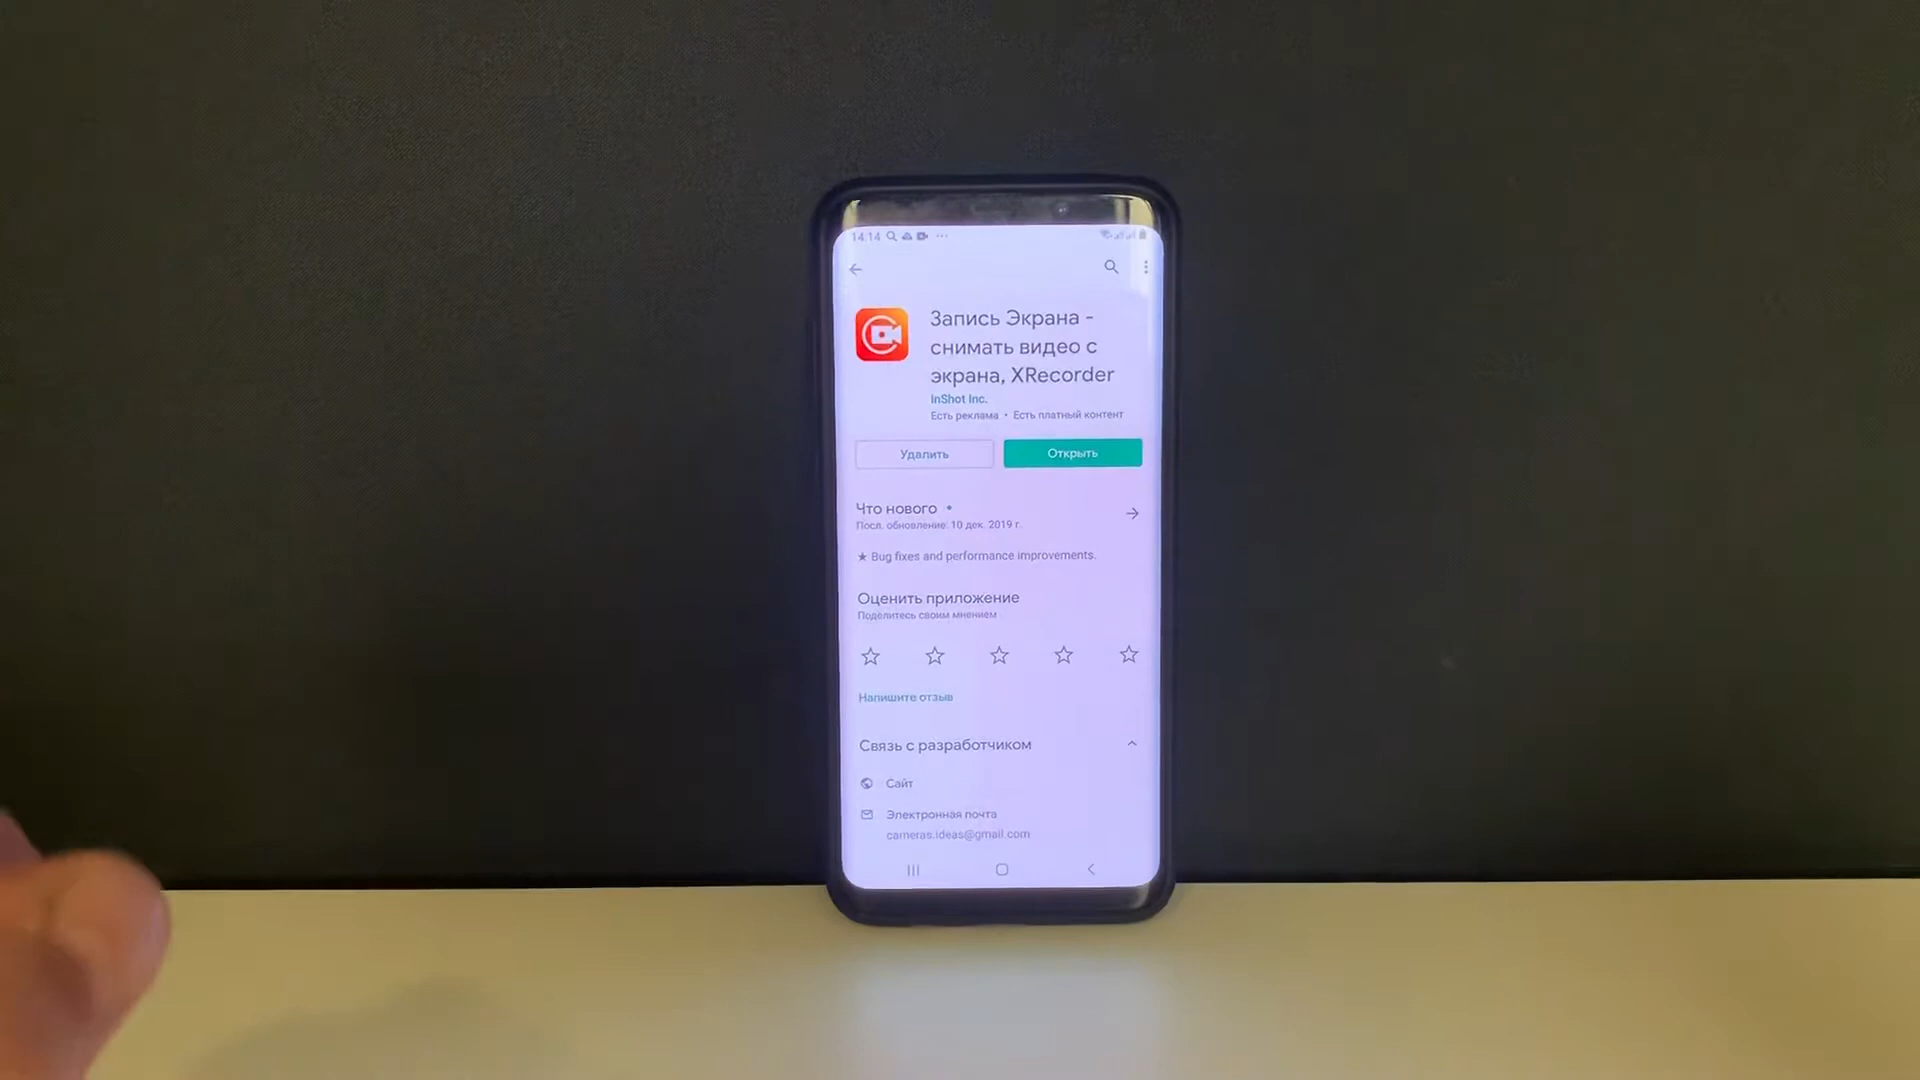 14:14
Запись Экрана -
снимать видео с
экрана, XRecorder
InShot Inc.
Есть реклама • Есть платный контент
Удалить
Открыть
Что нового •
Посл. обновление: 10 дек. 2019 г.
★ Bug fixes and performance improvements.
Оценить приложение
Поделитесь своим мнением
Напишите отзыв
Связь с разработчиком
Сайт
Электронная почта
cameras.ideas@gmail.com